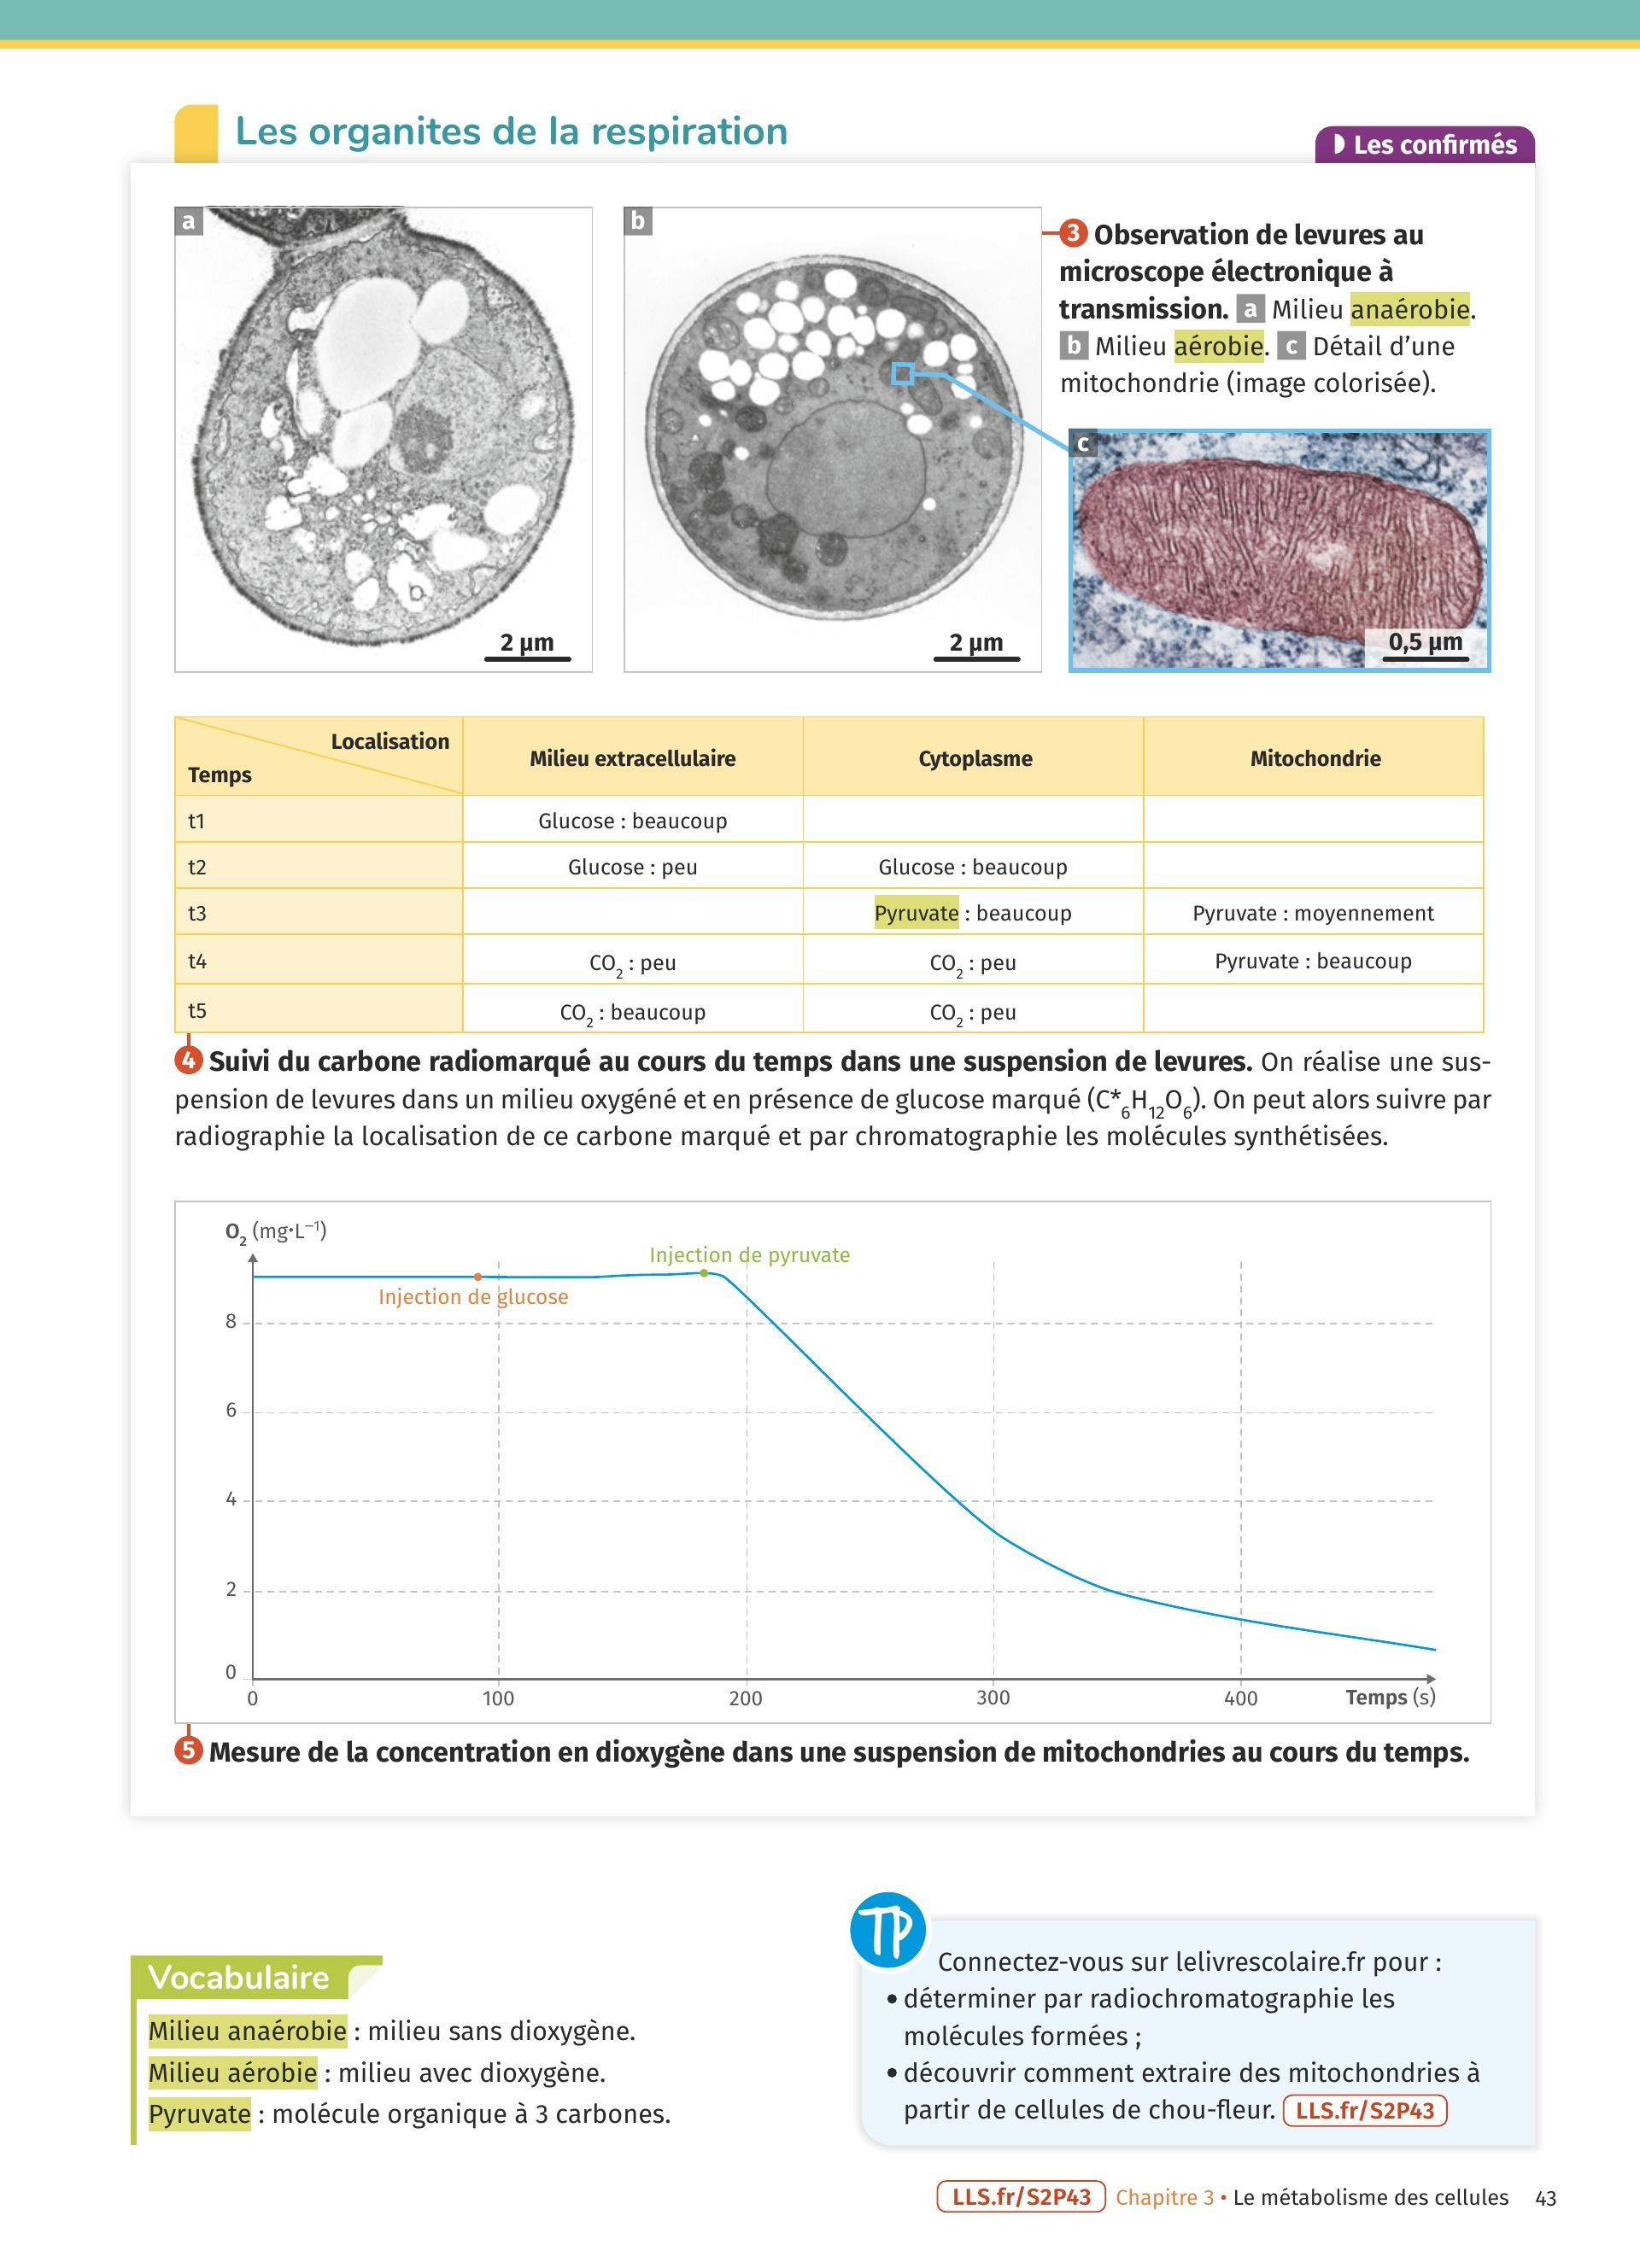 Les organites de la respiration
Les confirmés
a
b
3 Observation de levures au
microscope électronique à
transmission. a Milieu anaérobie.
b Milieu aérobie. c Détail d'une
mitochondrie (image colorisée).
c
2 µm
2 µm
0,5 µm
Localisation
Temps
Milieu extracellulaire
Cytoplasme
Mitochondrie
t1 Glucose : beaucoup
t2 Glucose : peu Glucose : beaucoup
t3 Pyruvate : beaucoup Pyruvate : moyennement
t4 CO₂ : peu CO₂ : peu Pyruvate : beaucoup
t5 CO₂ : beaucoup CO₂ : peu
4 Suivi du carbone radiomarqué au cours du temps dans une suspension de levures. On réalise une sus-
pension de levures dans un milieu oxygéné et en présence de glucose marqué (C*₆H₁₂O₆). On peut alors suivre par
radiographie la localisation de ce carbone marqué et par chromatographie les molécules synthétisées.
O₂ (mg•L⁻¹)
Injection de pyruvate
Injection de glucose
8
6
4
2
0
0 100 200 300 400 Temps (s)
5 Mesure de la concentration en dioxygène dans une suspension de mitochondries au cours du temps.
Vocabulaire
Milieu anaérobie : milieu sans dioxygène.
Milieu aérobie : milieu avec dioxygène.
Pyruvate : molécule organique à 3 carbones.
TP
Connectez-vous sur lelivrescolaire.fr pour :
• déterminer par radiochromatographie les
molécules formées ;
• découvrir comment extraire des mitochondries à
partir de cellules de chou-fleur. LLS.fr/S2P43
LLS.fr/S2P43 Chapitre 3 • Le métabolisme des cellules 43